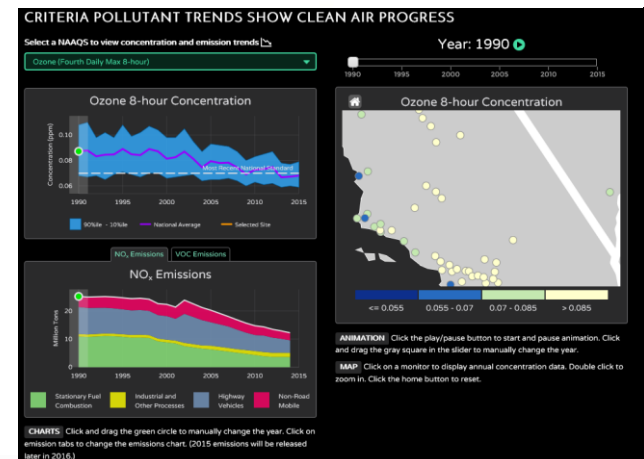 CRITERIA POLLUTANT TRENDS SHOW CLEAN AIR PROGRESS
Select a NAAQS to view concentration and emission trends
Ozone (Fourth Daily Max 8-hour)
Year: 1990
1990 1995 2000 2005 2010 2015
Ozone 8-hour Concentration
Concentration (ppm)
0.10
0.08
0.06
Most Recent National Standard
1990 1995 2000 2005 2010 2015
90%ile - 10%ile National Average Selected Site
Ozone 8-hour Concentration
<= 0.055 0.055 - 0.07 0.07 - 0.085 > 0.085
NOx Emissions VOC Emissions
NOx Emissions
Million Tons
20
10
0
1990 1995 2000 2005 2010 2015
Stationary Fuel Combustion
Industrial and Other Processes
Highway Vehicles
Non-Road Mobile
ANIMATION Click the play/pause button to start and pause animation. Click
and drag the gray square in the slider to manually change the year.
MAP Click on a monitor to display annual concentration data. Double click to
zoom in. Click the home button to reset.
CHARTS Click and drag the green circle to manually change the year. Click on
emission tabs to change the emissions chart. (2015 emissions will be released
later in 2016.)